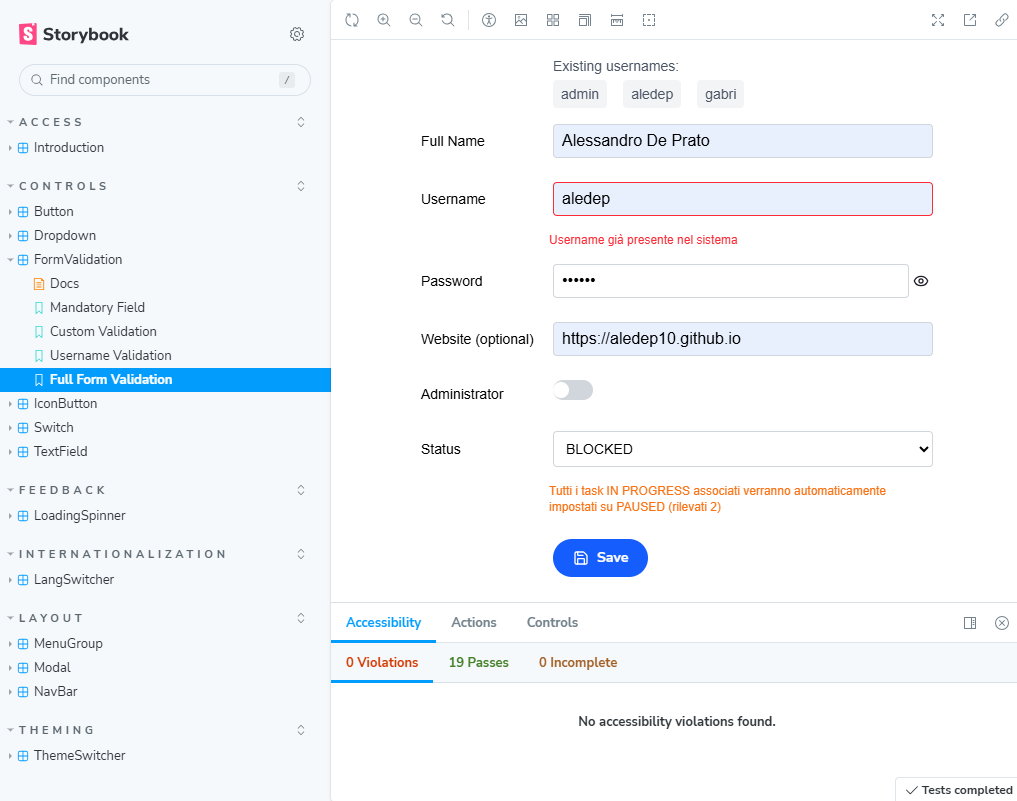 Storybook
Find components
/
ACCESS
Introduction
CONTROLS
Button
Dropdown
FormValidation
Docs
Mandatory Field
Custom Validation
Username Validation
Full Form Validation
IconButton
Switch
TextField
FEEDBACK
LoadingSpinner
INTERNATIONALIZATION
LangSwitcher
LAYOUT
MenuGroup
Modal
NavBar
THEMING
ThemeSwitcher
Existing usernames:
admin aledep gabri
Full Name Alessandro De Prato
Username aledep
Username già presente nel sistema
Password ••••••
Website (optional) https://aledep10.github.io
Administrator
Status BLOCKED
Tutti i task IN PROGRESS associati verranno automaticamente
impostati su PAUSED (rilevati 2)
Save
Accessibility Actions Controls
0 Violations 19 Passes 0 Incomplete
No accessibility violations found.
Tests completed